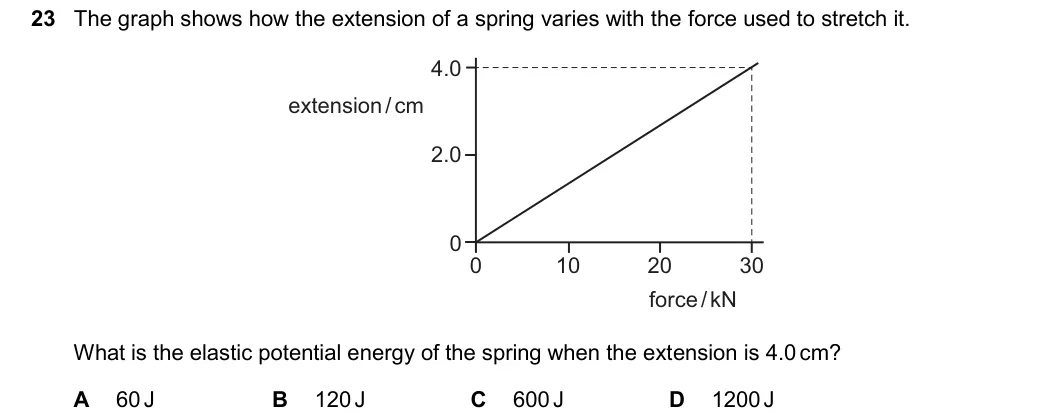 23 The graph shows how the extension of a spring varies with the force used to stretch it.
4.0
extension / cm
2.0
0
0 10 20 30
force / kN
What is the elastic potential energy of the spring when the extension is 4.0 cm?
A 60 J B 120 J C 600 J D 1200 J